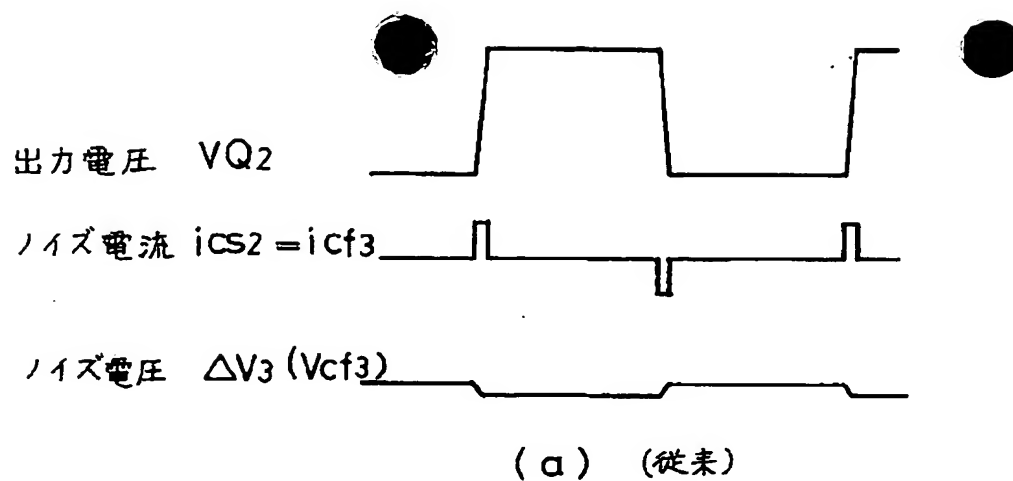 出力電圧 VQ2
ノイズ電流 ics2 = icf3
ノイズ電圧 △V3 (Vcf3)
(a) (従来)